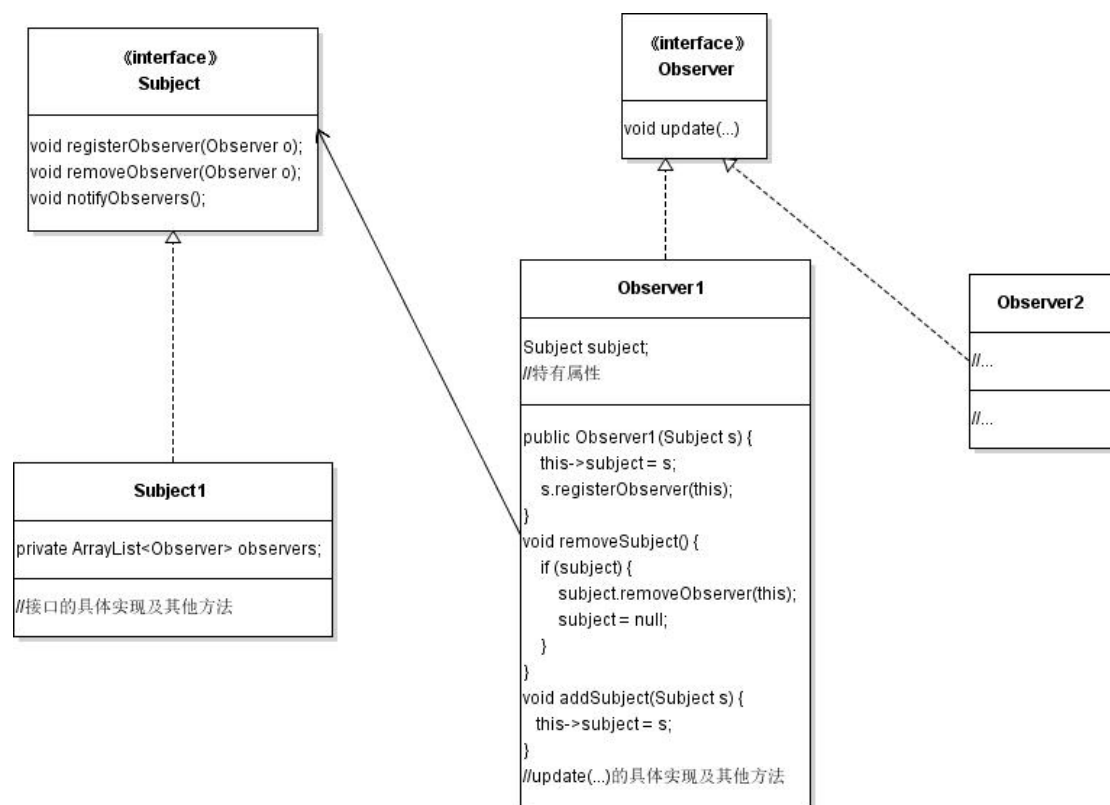 《interface》
Subject
void registerObserver(Observer o);
void removeObserver(Observer o);
void notifyObservers();
《interface》
Observer
void update(...)
Subject1
private ArrayList<Observer> observers;
//接口的具体实现及其他方法
Observer1
Subject subject;
//特有属性
public Observer1(Subject s) {
this->subject = s;
s.registerObserver(this);
}
void removeSubject() {
if (subject) {
subject.removeObserver(this);
subject = null;
}
}
void addSubject(Subject s) {
this->subject = s;
}
//update(...)的具体实现及其他方法
Observer2
//...
//...